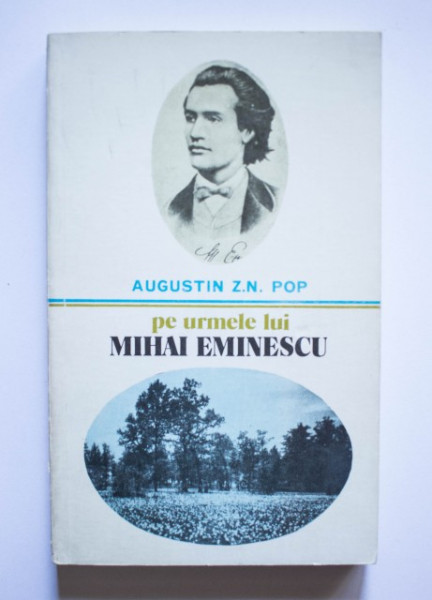 AUGUSTIN Z.N. POP
pe urmele lui
MIHAI EMINESCU